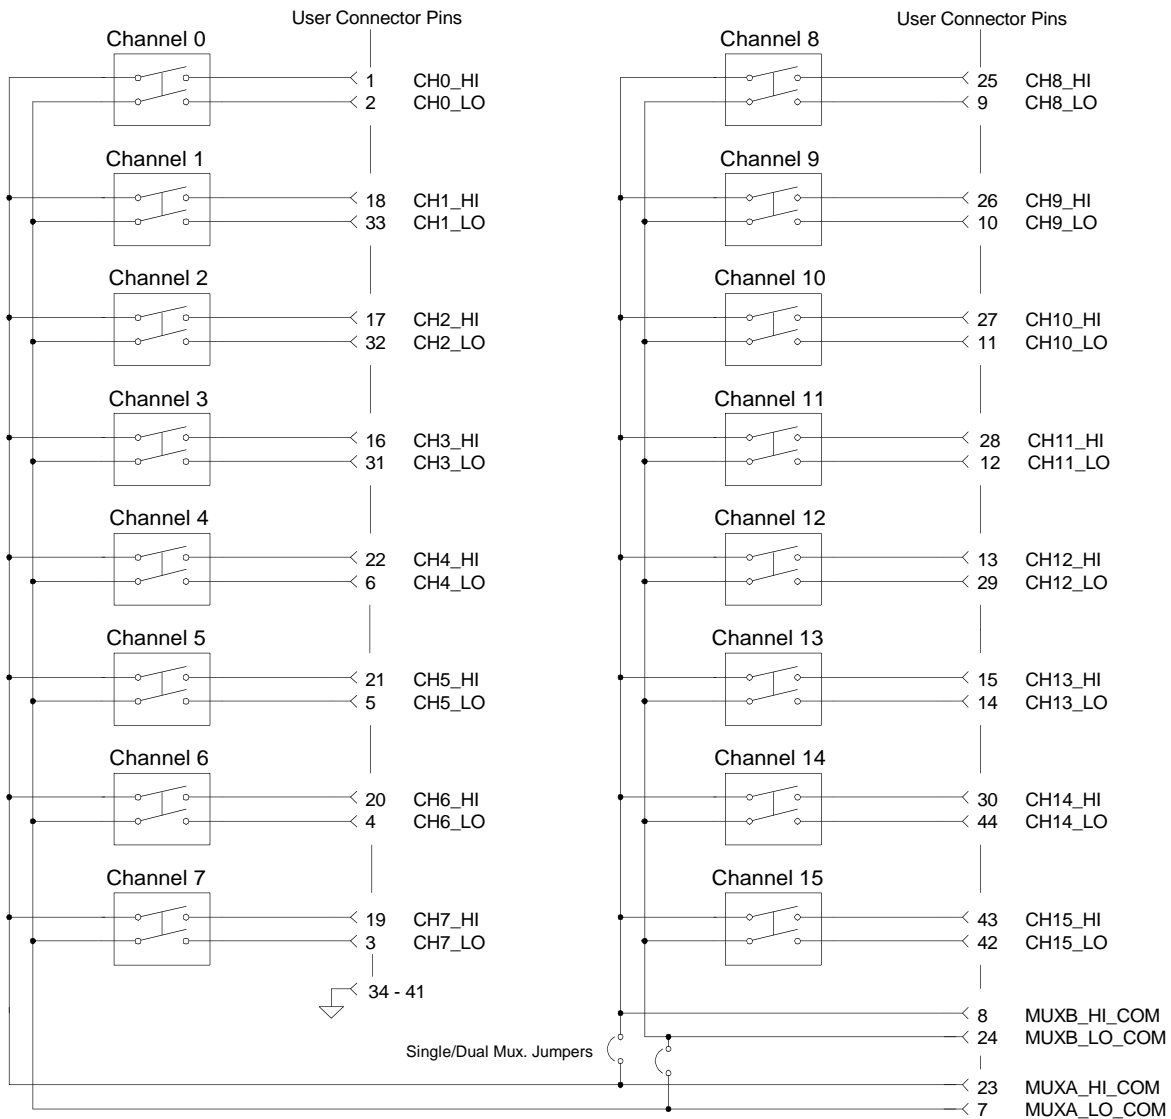 User Connector Pins
Channel 0
1 CH0_HI
2 CH0_LO
Channel 1
18 CH1_HI
33 CH1_LO
Channel 2
17 CH2_HI
32 CH2_LO
Channel 3
16 CH3_HI
31 CH3_LO
Channel 4
22 CH4_HI
6 CH4_LO
Channel 5
21 CH5_HI
5 CH5_LO
Channel 6
20 CH6_HI
4 CH6_LO
Channel 7
19 CH7_HI
3 CH7_LO
34 - 41
User Connector Pins
Channel 8
25 CH8_HI
9 CH8_LO
Channel 9
26 CH9_HI
10 CH9_LO
Channel 10
27 CH10_HI
11 CH10_LO
Channel 11
28 CH11_HI
12 CH11_LO
Channel 12
13 CH12_HI
29 CH12_LO
Channel 13
15 CH13_HI
14 CH13_LO
Channel 14
30 CH14_HI
44 CH14_LO
Channel 15
43 CH15_HI
42 CH15_LO
8 MUXB_HI_COM
24 MUXB_LO_COM
Single/Dual Mux. Jumpers
23 MUXA_HI_COM
7 MUXA_LO_COM